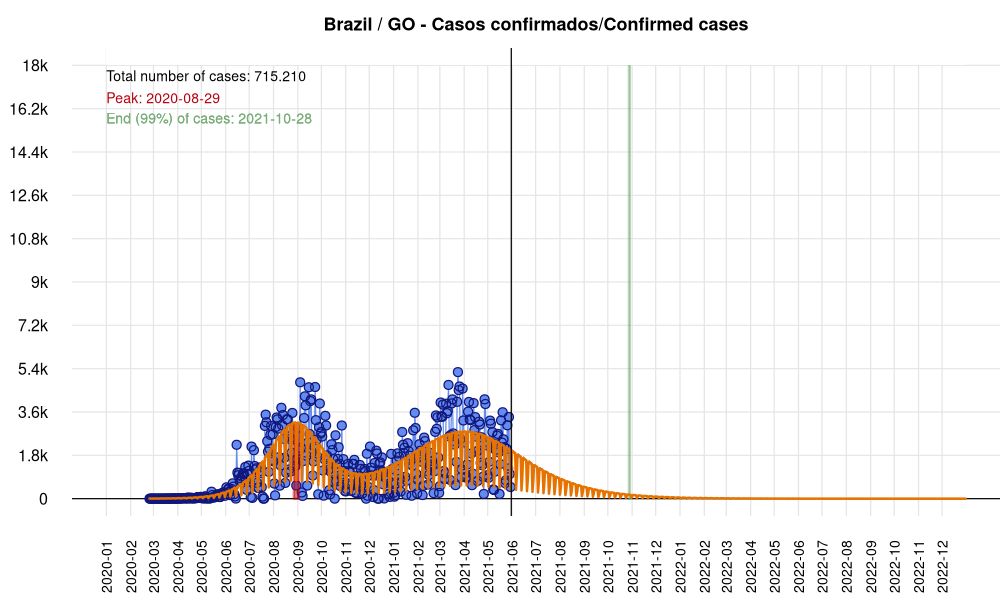 Brazil / GO - Casos confirmados/Confirmed cases
Total number of cases: 715.210
Peak: 2020-08-29
End (99%) of cases: 2021-10-28
18k
16.2k
14.4k
12.6k
10.8k
9k
7.2k
5.4k
3.6k
1.8k
0
2020-01
2020-02
2020-03
2020-04
2020-05
2020-06
2020-07
2020-08
2020-09
2020-10
2020-11
2020-12
2021-01
2021-02
2021-03
2021-04
2021-05
2021-06
2021-07
2021-08
2021-09
2021-10
2021-11
2021-12
2022-01
2022-02
2022-03
2022-04
2022-05
2022-06
2022-07
2022-08
2022-09
2022-10
2022-11
2022-12